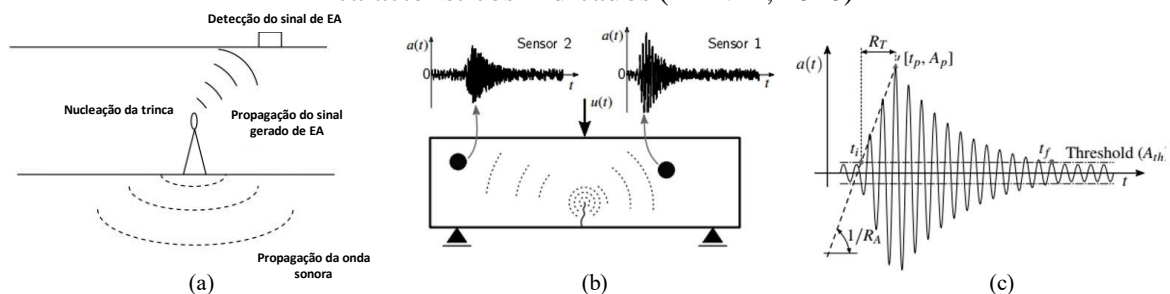 Detecção do sinal de EA
Nucleação da trinca
Propagação do sinal
gerado de EA
Propagação da onda
sonora
(a)
a(t)
Sensor 2
0
t
a(t)
Sensor 1
0
t
u(t)
(b)
a(t)
R_T
[t_p, A_p]
t_i
t_f
Threshold (A_th)
t
1/R_A
(c)